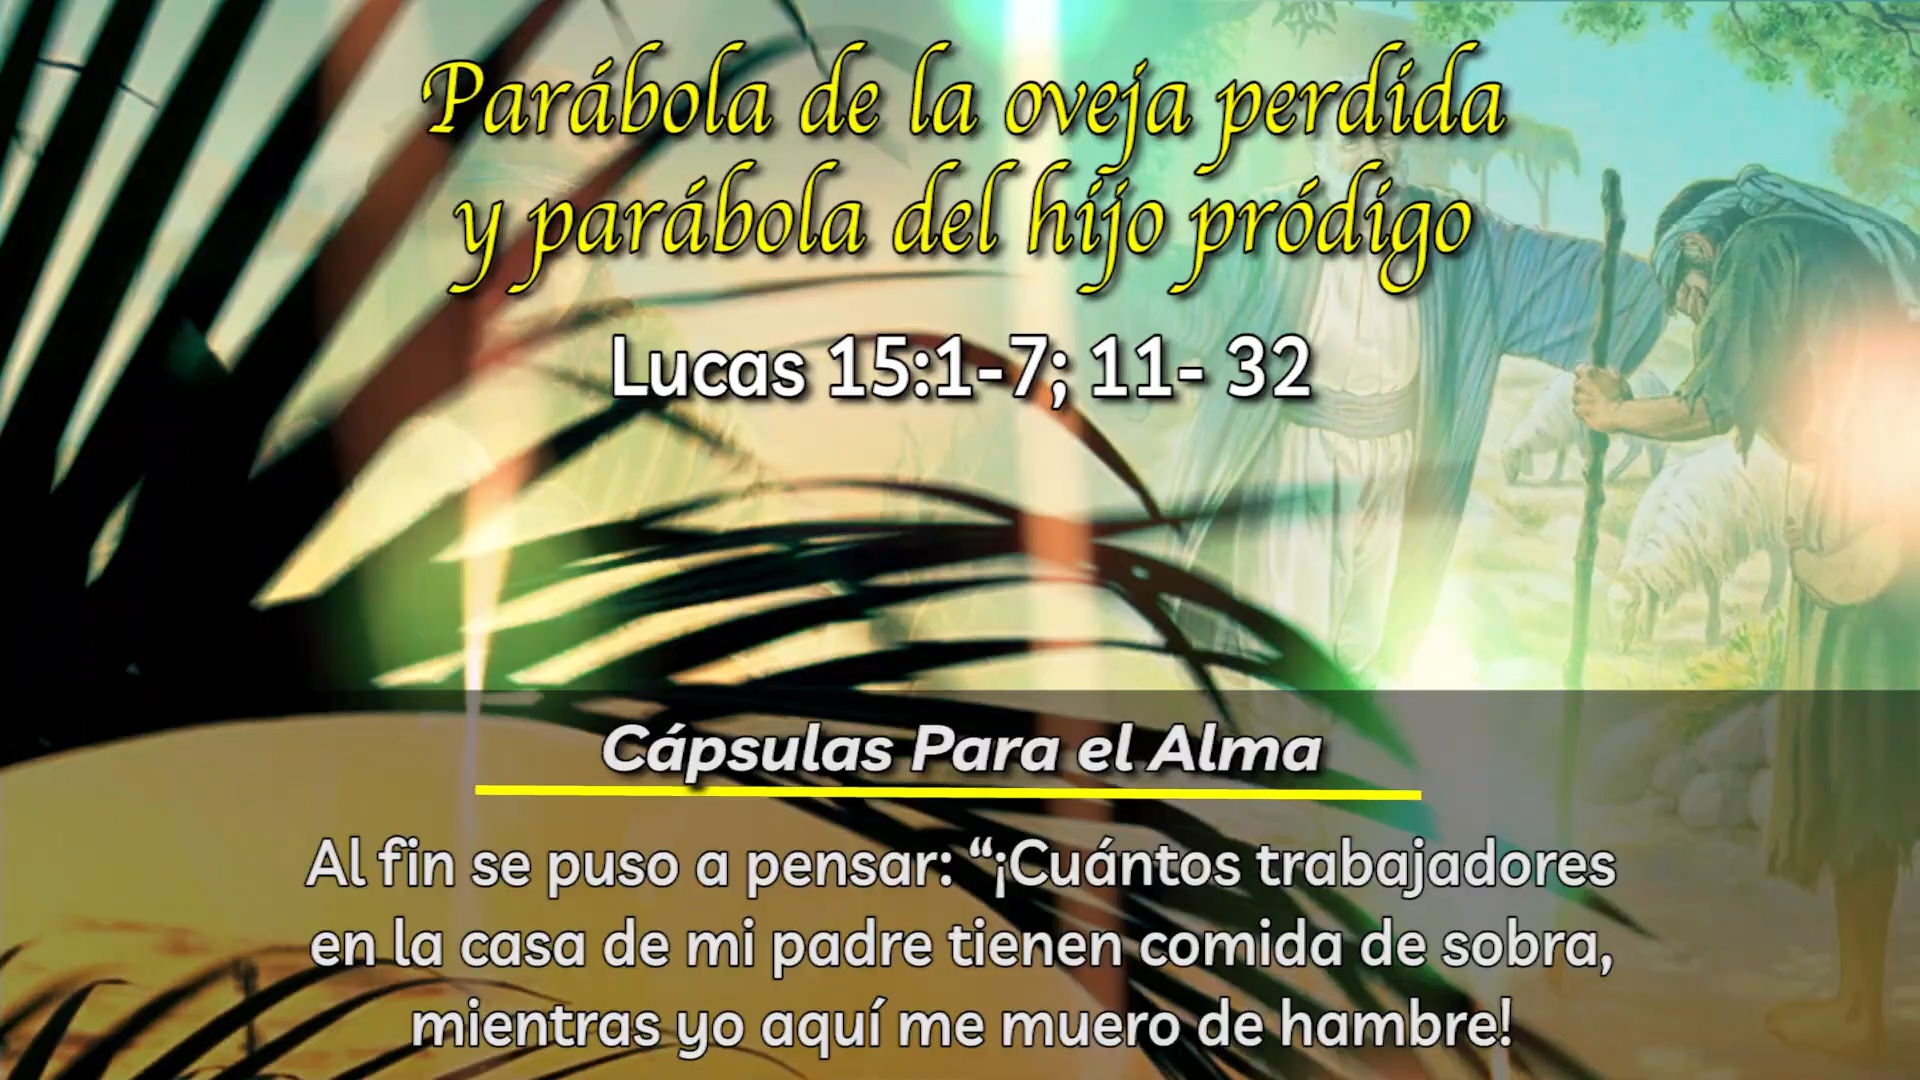 Parábola de la oveja perdida
y parábola del hijo pródigo
Lucas 15:1-7; 11- 32
Cápsulas Para el Alma
Al fin se puso a pensar: “¡Cuántos trabajadores
en la casa de mi padre tienen comida de sobra,
mientras yo aquí me muero de hambre!